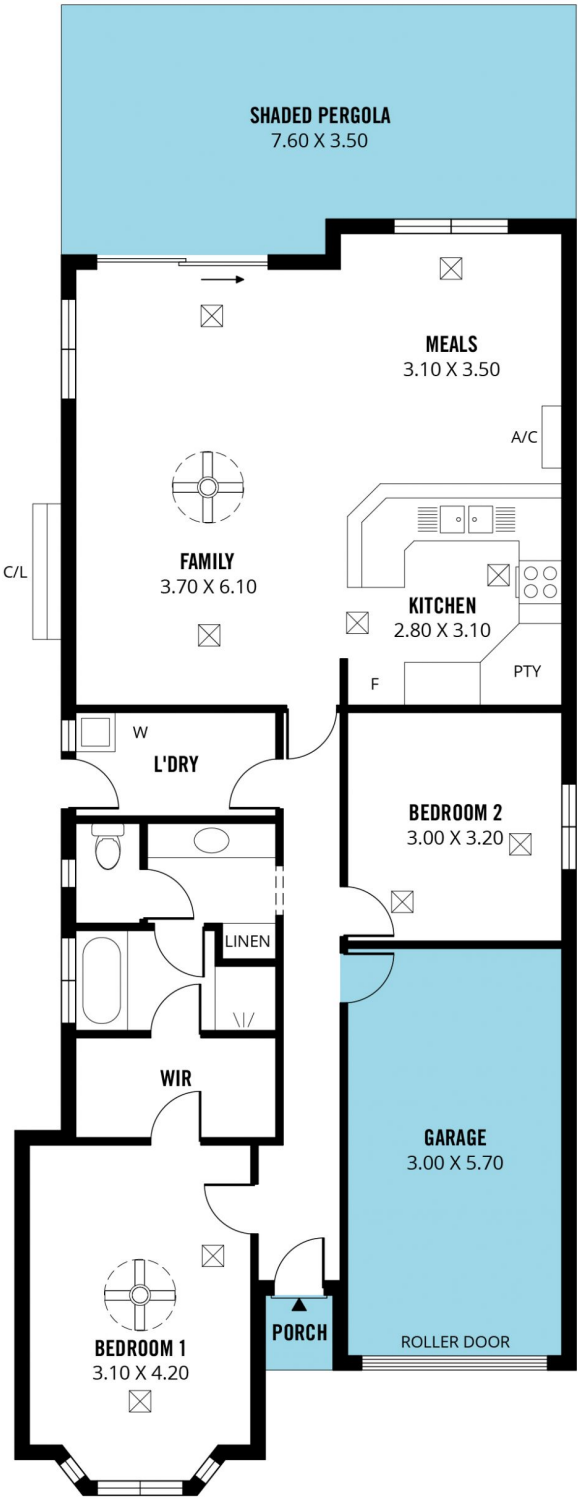 SHADED PERGOLA
7.60 X 3.50
MEALS
3.10 X 3.50
A/C
C/L
FAMILY
3.70 X 6.10
KITCHEN
2.80 X 3.10
F
PTY
W
L'DRY
BEDROOM 2
3.00 X 3.20
LINEN
WIR
GARAGE
3.00 X 5.70
PORCH
ROLLER DOOR
BEDROOM 1
3.10 X 4.20